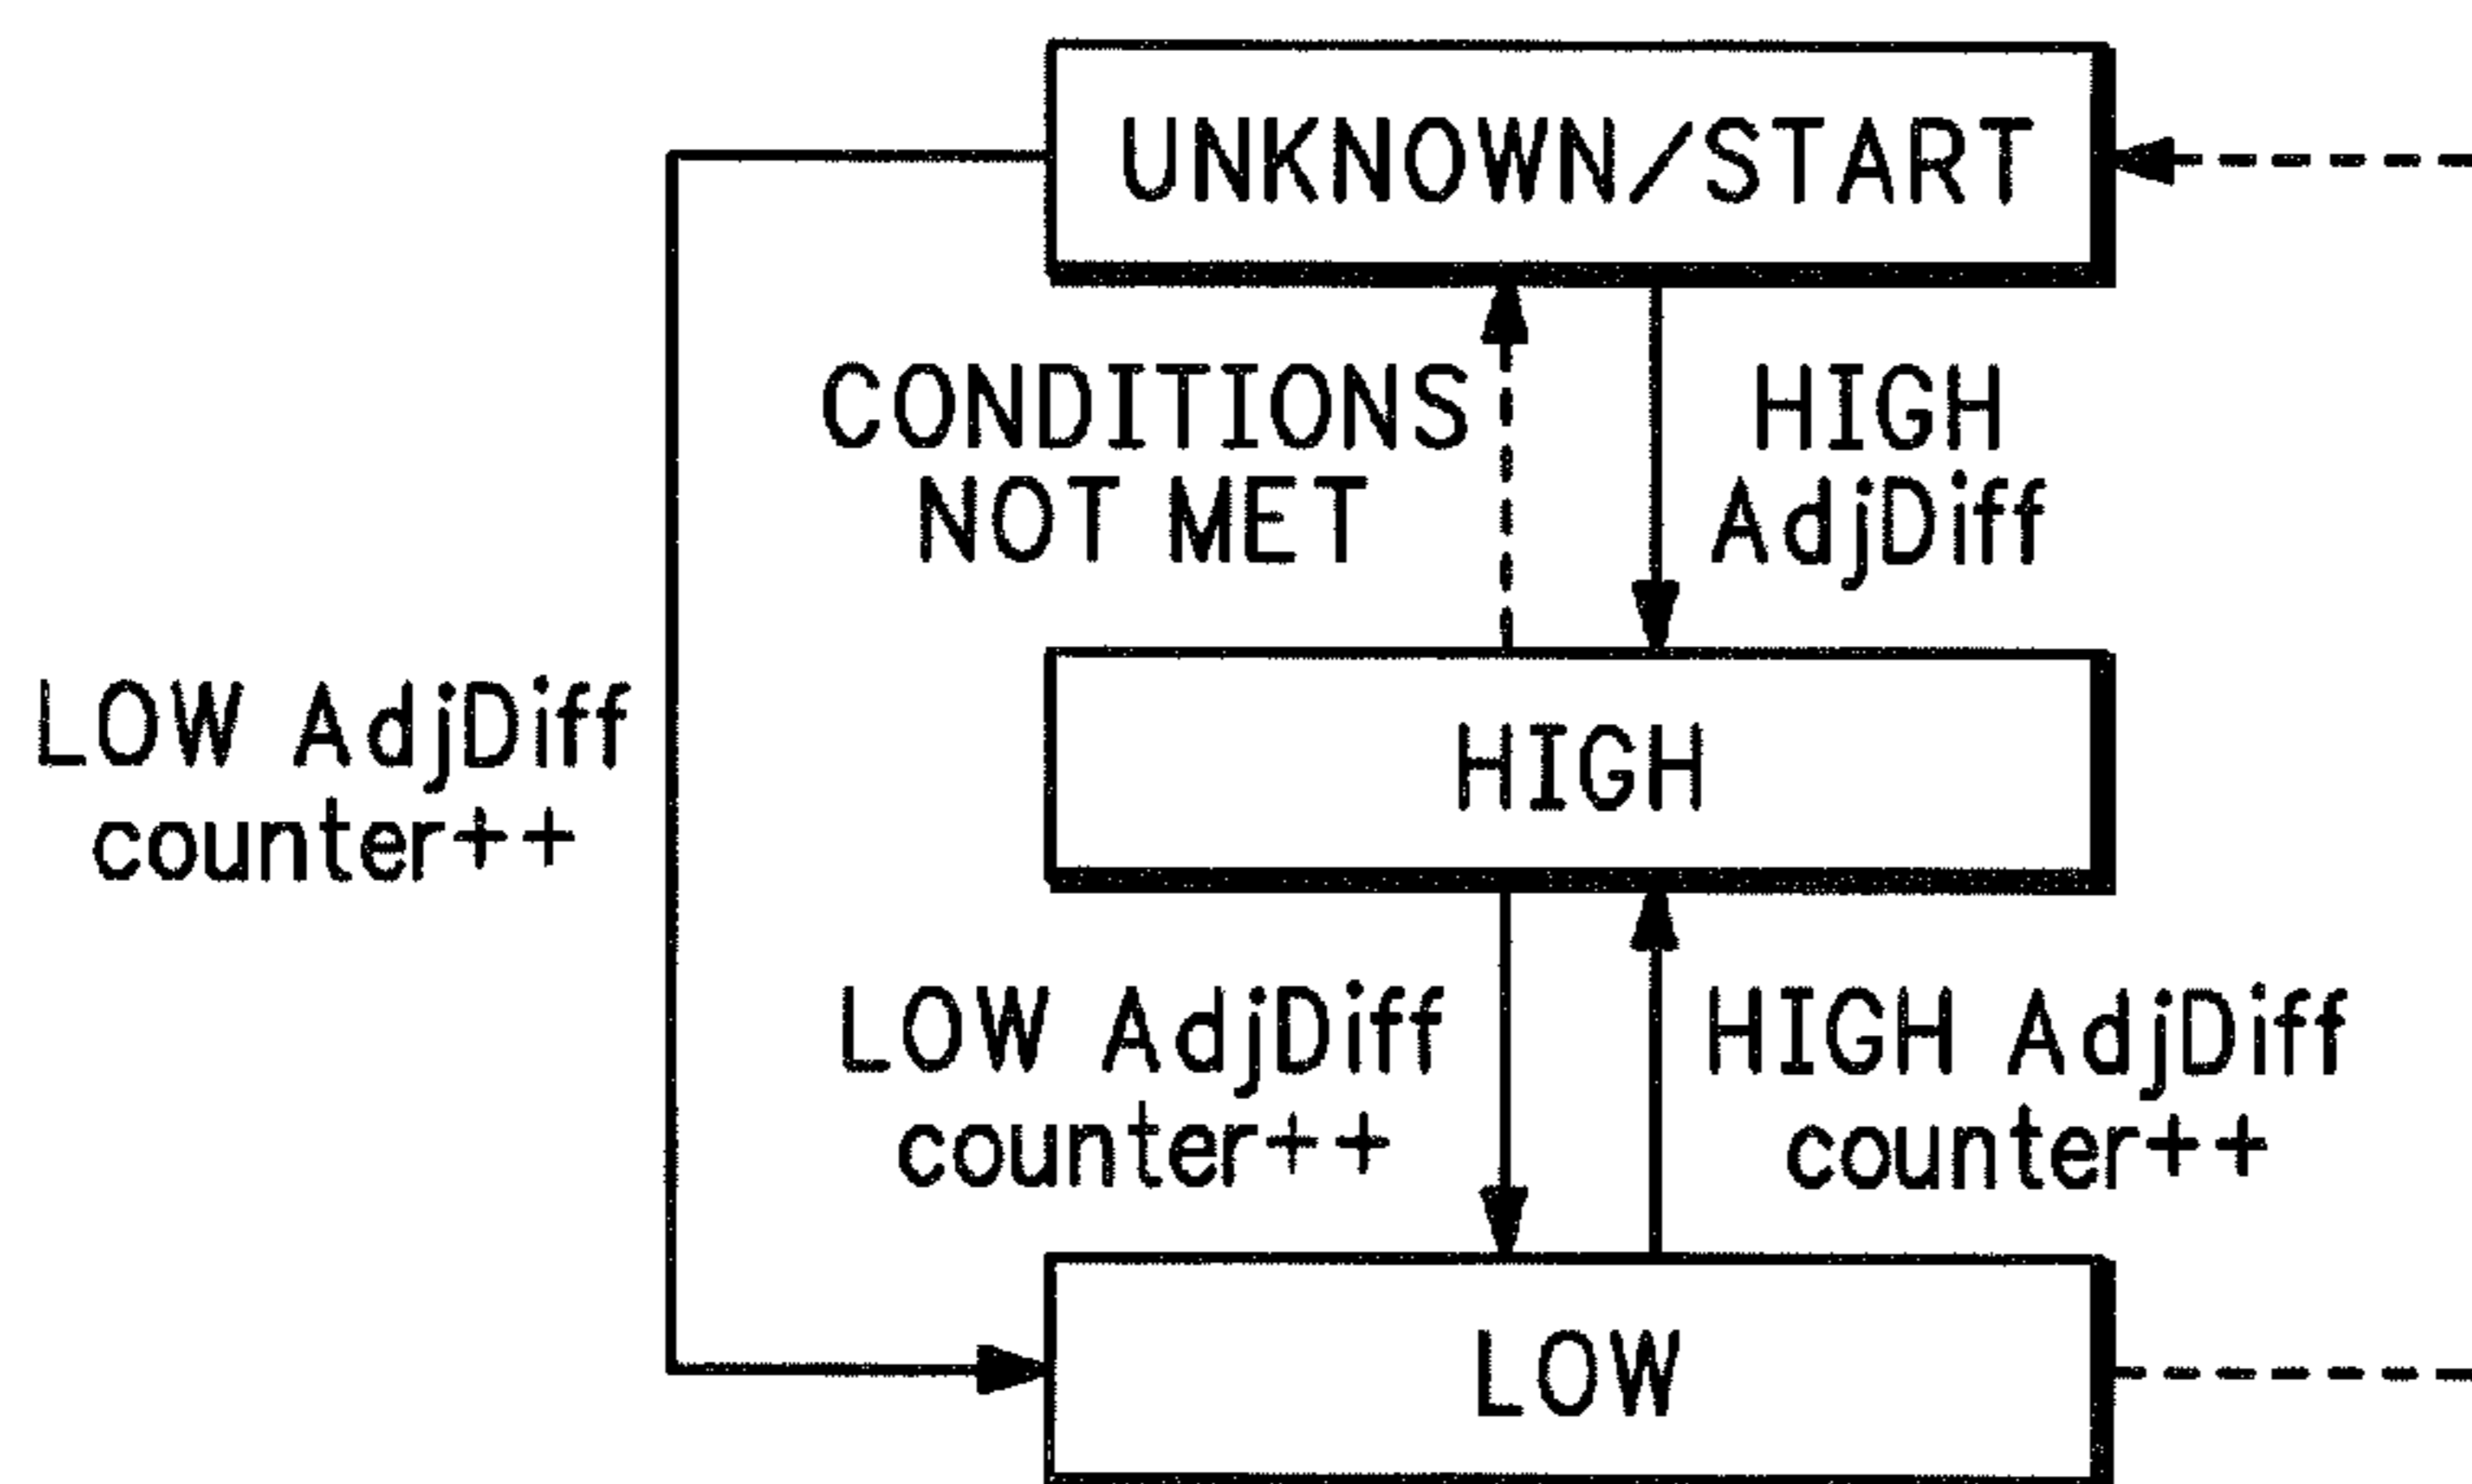 UNKNOWN/START
CONDITIONS
NOT MET
HIGH
AdjDiff
LOW AdjDiff
counter++
HIGH
LOW AdjDiff
counter++
HIGH AdjDiff
counter++
LOW